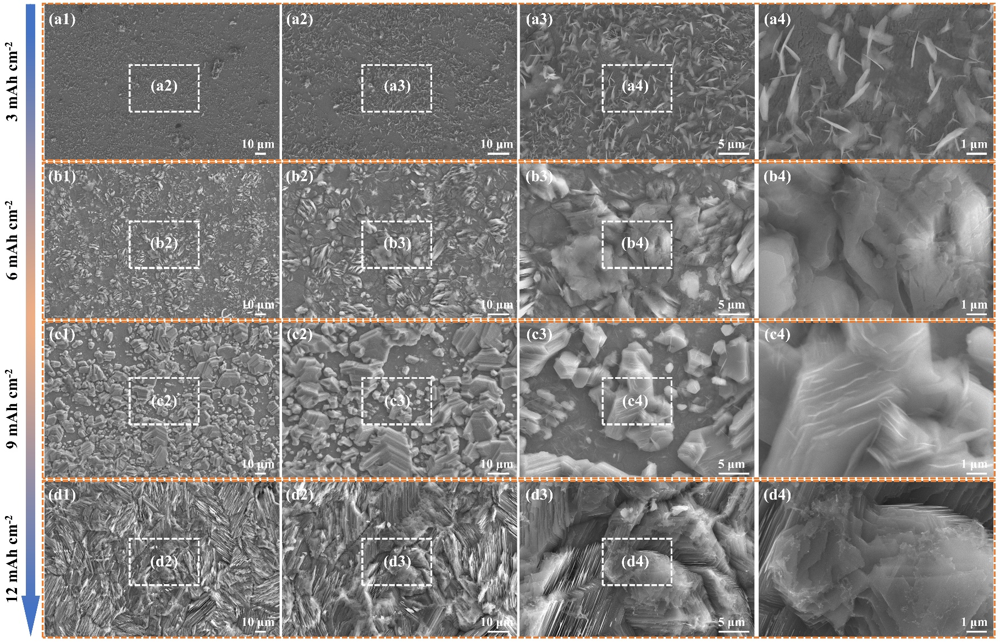 3 mAh cm-2
(a1)
(a2)
10 μm
(a2)
(a3)
10 μm
(a3)
(a4)
5 μm
(a4)
1 μm
6 mAh cm-2
(b1)
(b2)
10 μm
(b2)
(b3)
10 μm
(b3)
(b4)
5 μm
(b4)
1 μm
9 mAh cm-2
(c1)
(c2)
10 μm
(c2)
(c3)
10 μm
(c3)
(c4)
5 μm
(c4)
1 μm
12 mAh cm-2
(d1)
(d2)
10 μm
(d2)
(d3)
10 μm
(d3)
(d4)
5 μm
(d4)
1 μm